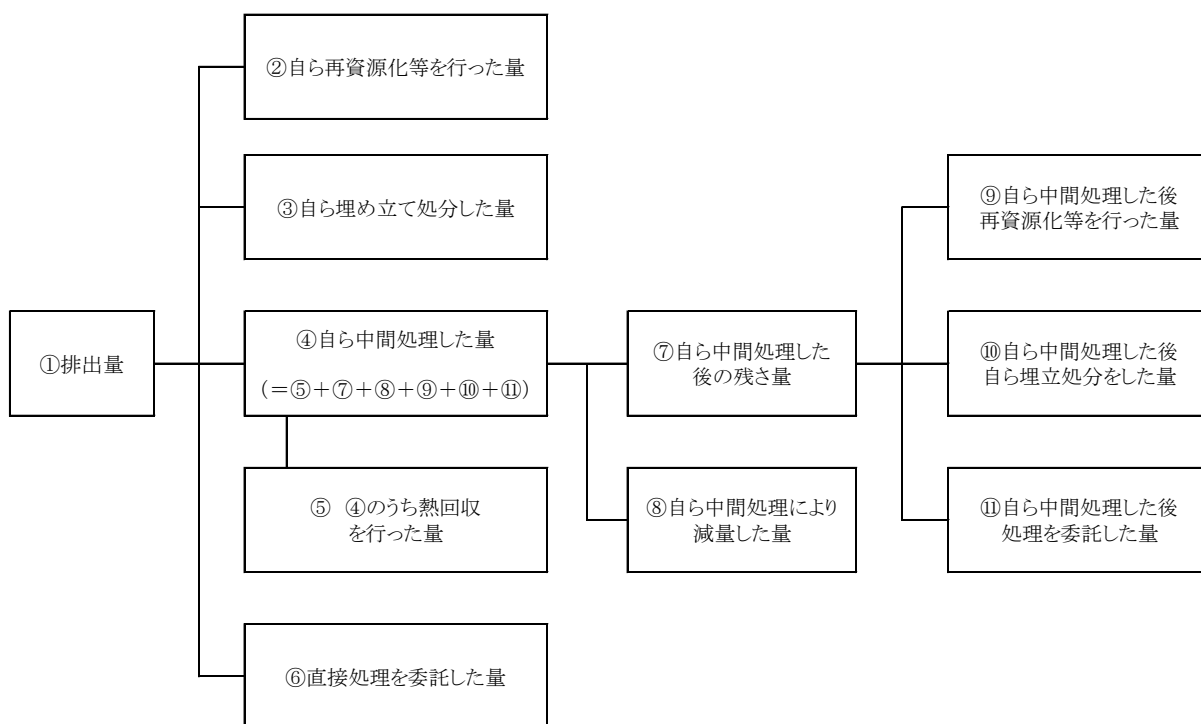 ②自ら再資源化等を行った量
③自ら埋め立て処分した量
⑨自ら中間処理した後
再資源化等を行った量
①排出量
④自ら中間処理した量
(＝⑤＋⑦＋⑧＋⑨＋⑩＋⑪)
⑦自ら中間処理した
後の残さ量
⑩自ら中間処理した後
自ら埋立処分をした量
⑤　④のうち熱回収
を行った量
⑧自ら中間処理により
減量した量
⑪自ら中間処理した後
処理を委託した量
⑥直接処理を委託した量